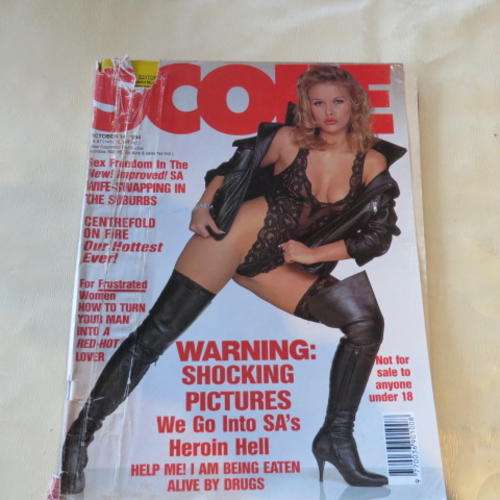 SCOPE
OCTOBER
Sex Freedom In The
New! Improved! SA
WIFE-SWAPPING IN
THE SUBURBS
CENTREFOLD
ON FIRE
Our Hottest
Ever!
For Frustrated
Women
HOW TO TURN
YOUR MAN
INTO A
RED-HOT
LOVER
WARNING:
SHOCKING
PICTURES
We Go Into SA's
Heroin Hell
HELP ME! I AM BEING EATEN
ALIVE BY DRUGS
Not for
sale to
anyone
under 18